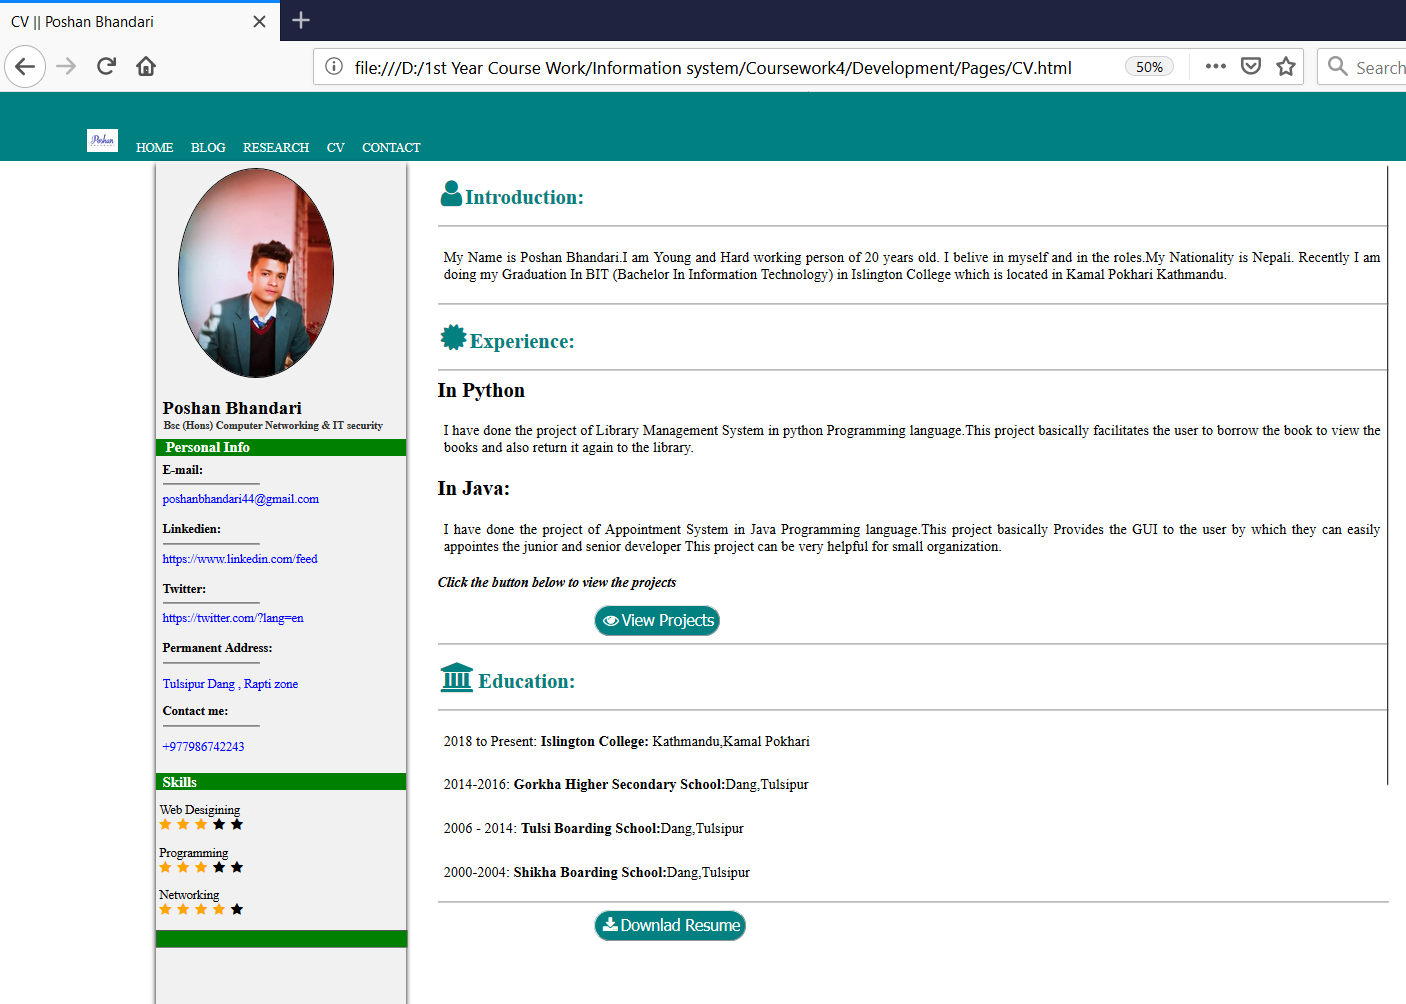 CV || Poshan Bhandari
file:///D:/1st Year Course Work/Information system/Coursework4/Development/Pages/CV.html
50%
Search
Poshan
HOME BLOG RESEARCH CV CONTACT
Poshan Bhandari
Bsc (Hons) Computer Networking & IT security
Personal Info
E-mail:
poshanbhandari44@gmail.com
Linkedien:
https://www.linkedin.com/feed
Twitter:
https://twitter.com/?lang=en
Permanent Address:
Tulsipur Dang , Rapti zone
Contact me:
+977986742243
Skills
Web Desigining
Programming
Networking
Introduction:
My Name is Poshan Bhandari.I am Young and Hard working person of 20 years old. I belive in myself and in the roles.My Nationality is Nepali. Recently I am
doing my Graduation In BIT (Bachelor In Information Technology) in Islington College which is located in Kamal Pokhari Kathmandu.
Experience:
In Python
I have done the project of Library Management System in python Programming language.This project basically facilitates the user to borrow the book to view the
books and also return it again to the library.
In Java:
I have done the project of Appointment System in Java Programming language.This project basically Provides the GUI to the user by which they can easily
appointes the junior and senior developer This project can be very helpful for small organization.
Click the button below to view the projects
View Projects
Education:
2018 to Present: Islington College: Kathmandu,Kamal Pokhari
2014-2016: Gorkha Higher Secondary School:Dang,Tulsipur
2006 - 2014: Tulsi Boarding School:Dang,Tulsipur
2000-2004: Shikha Boarding School:Dang,Tulsipur
Downlad Resume